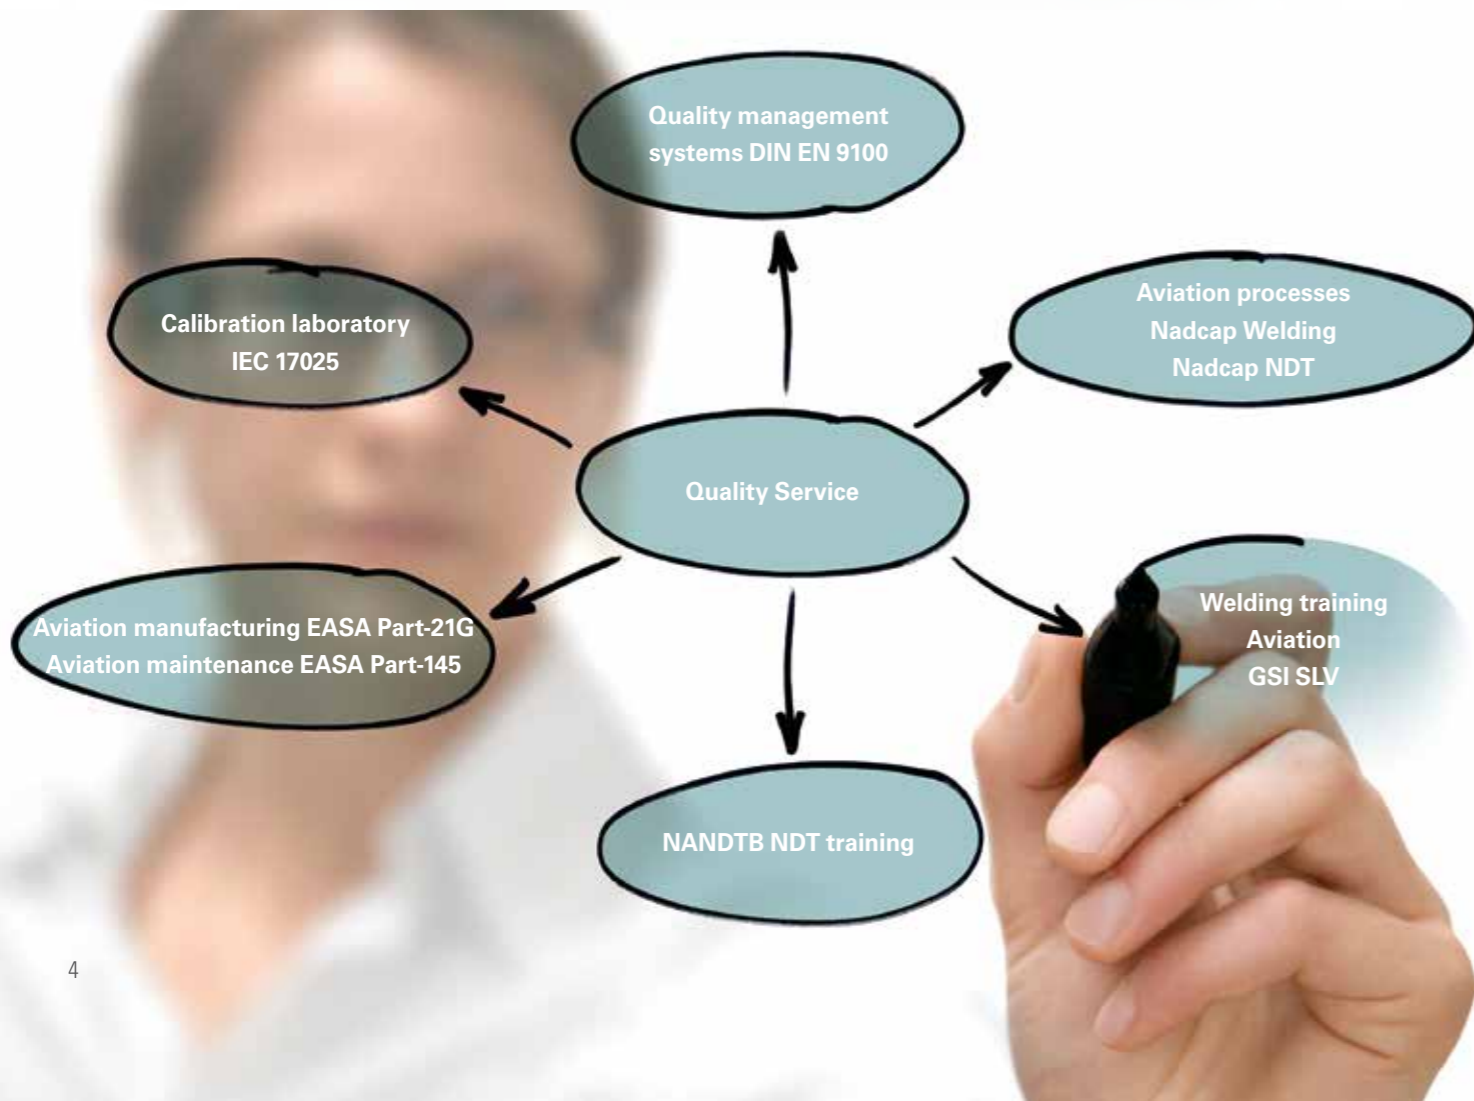 Quality management
systems DIN EN 9100
Calibration laboratory
IEC 17025
Aviation processes
Nadcap Welding
Nadcap NDT
Quality Service
Aviation manufacturing EASA Part-21G
Aviation maintenance EASA Part-145
Welding training
Aviation
GSI SLV
NANDTB NDT training
4